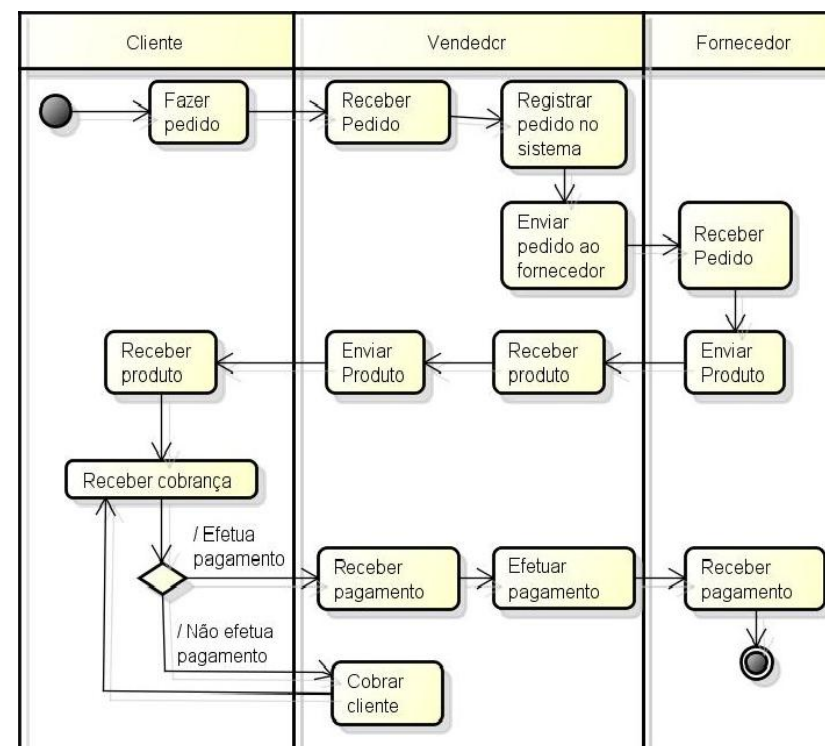 Cliente
Vendedcr
Fornecedor
Fazer
pedido
Receber
Pedido
Registrar
pedido no
sistema
Enviar
pedido ao
fornecedor
Receber
Pedido
Receber
produto
Enviar
Produto
Receber
produto
Enviar
Produto
Receber cobrança
/ Efetua
pagamento
Receber
pagamento
Efetuar
pagamento
Receber
pagamento
/ Não efetua
pagamento
Cobrar
cliente